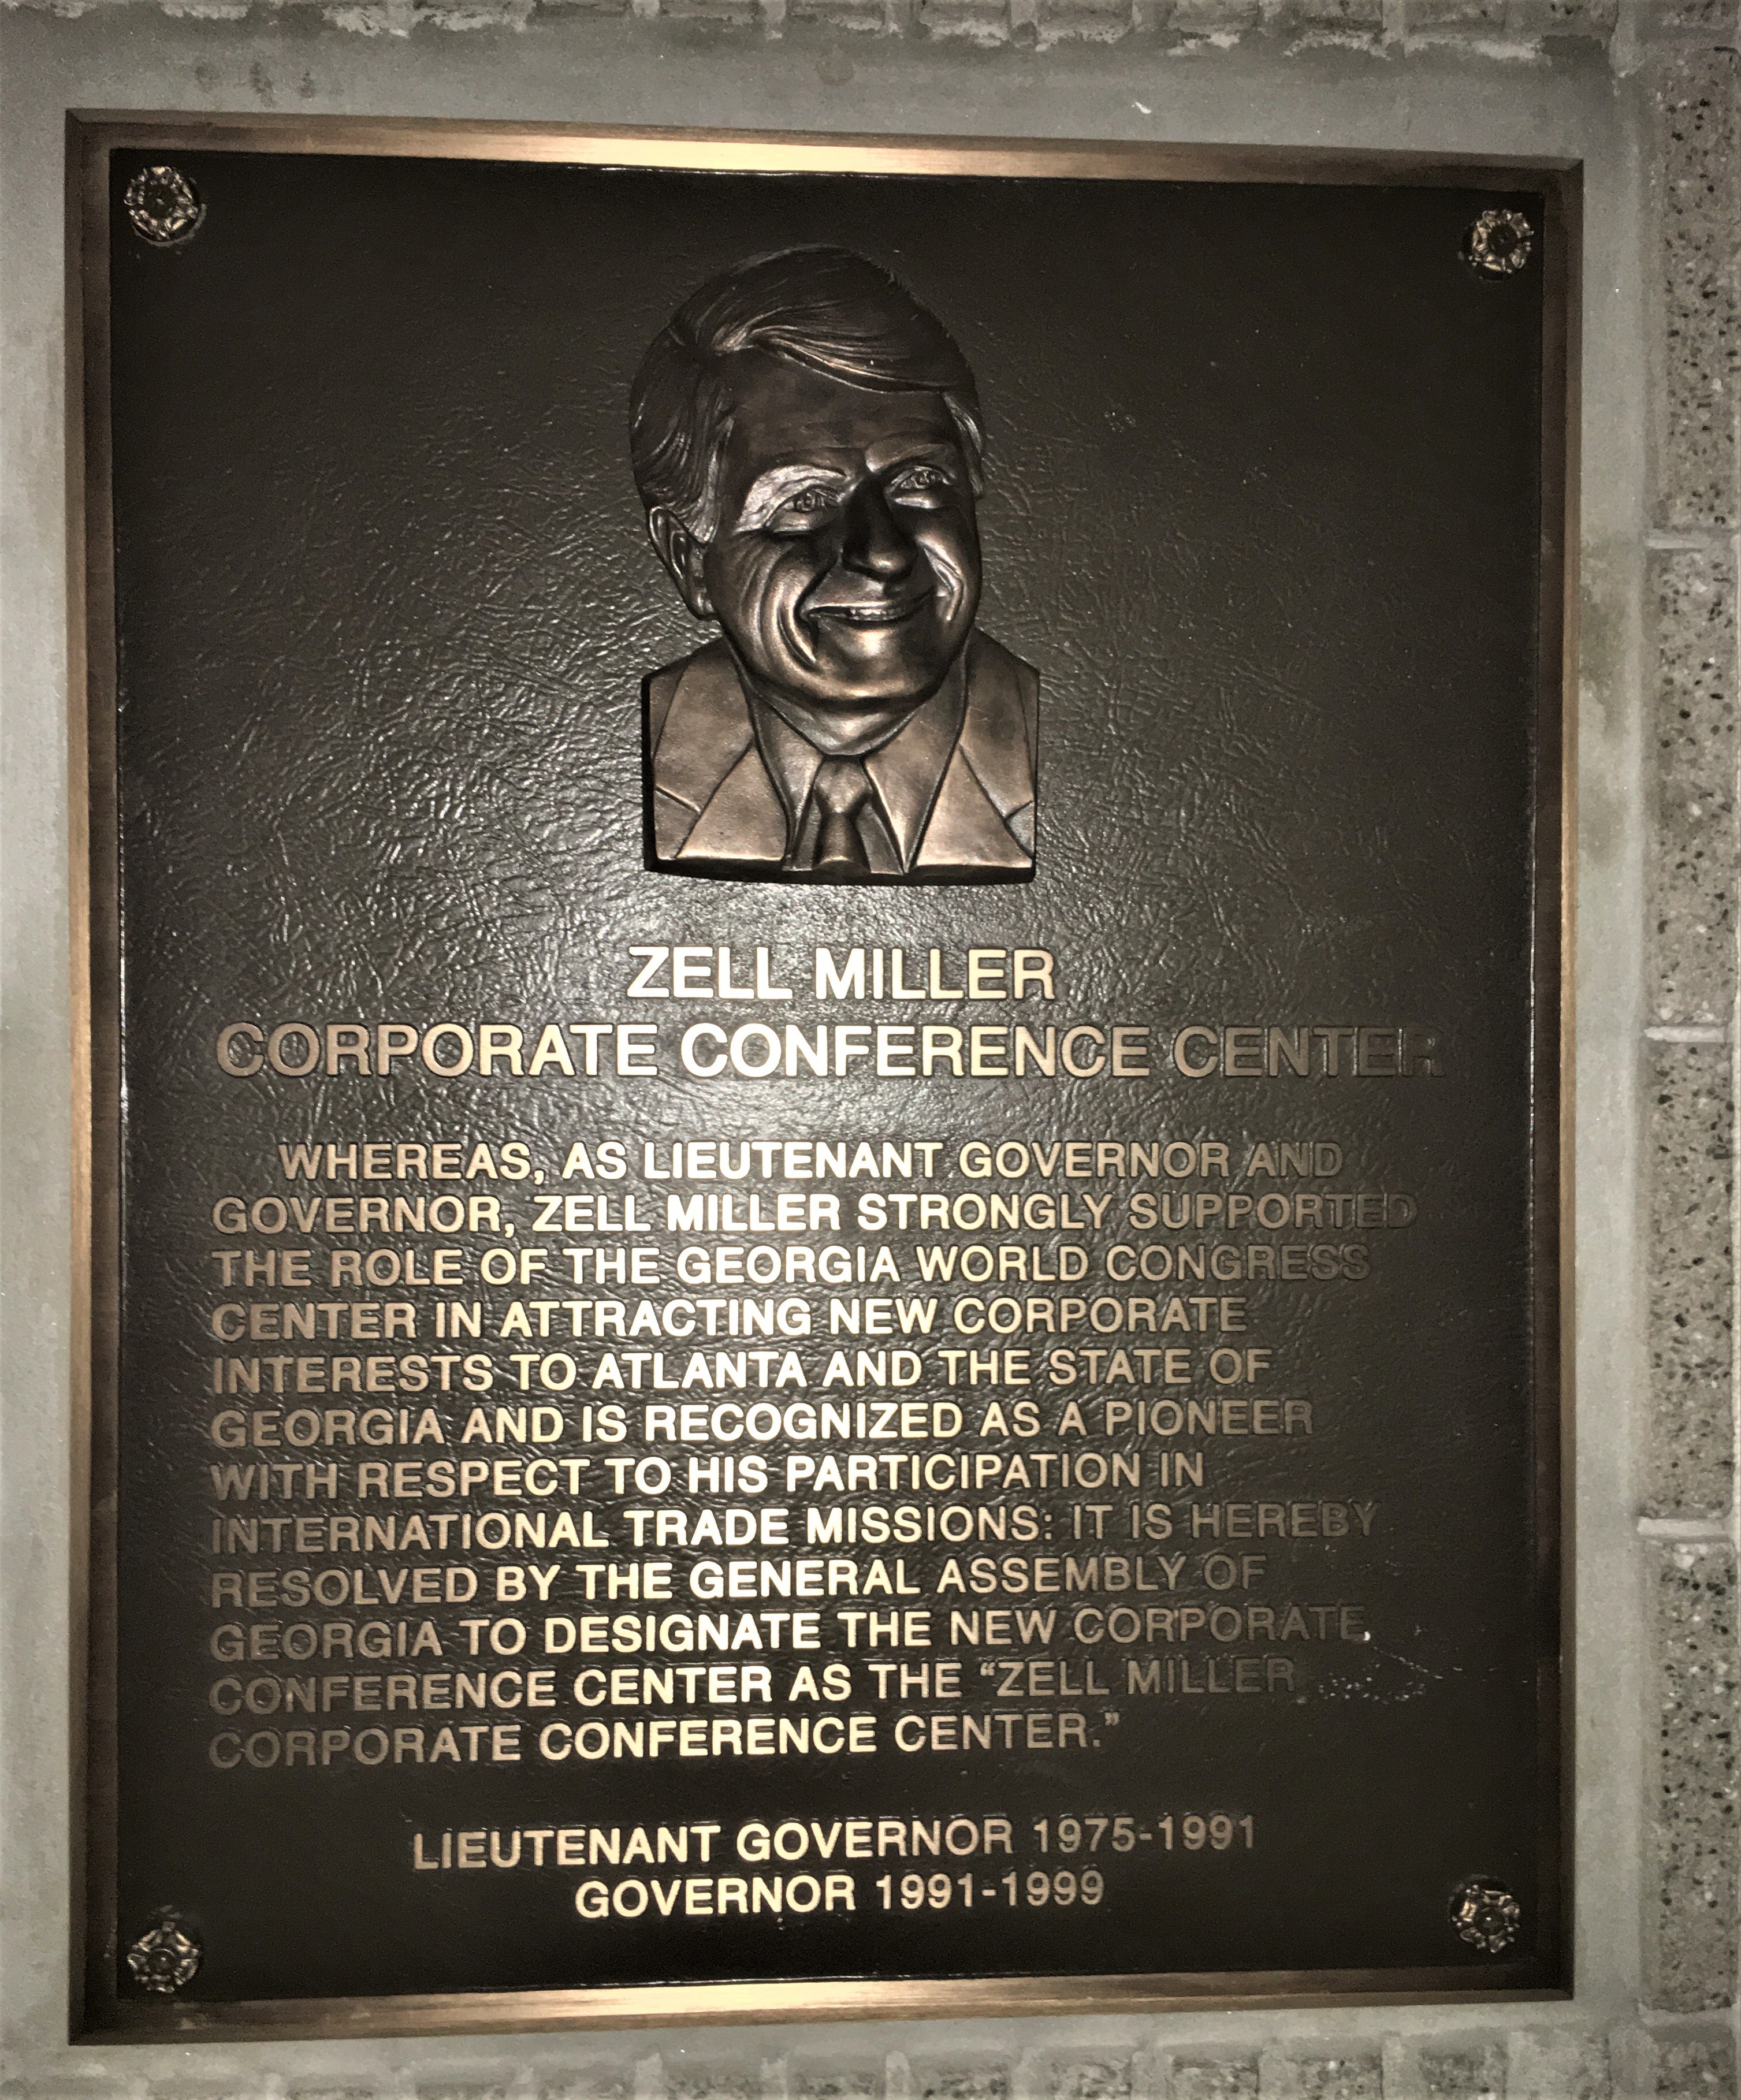 ZELL MILLER
CORPORATE CONFERENCE CENTER
WHEREAS, AS LIEUTENANT GOVERNOR AND
GOVERNOR, ZELL MILLER STRONGLY SUPPORTED
THE ROLE OF THE GEORGIA WORLD CONGRESS
CENTER IN ATTRACTING NEW CORPORATE
INTERESTS TO ATLANTA AND THE STATE OF
GEORGIA AND IS RECOGNIZED AS A PIONEER
WITH RESPECT TO HIS PARTICIPATION IN
INTERNATIONAL TRADE MISSIONS: IT IS HEREBY
RESOLVED BY THE GENERAL ASSEMBLY OF
GEORGIA TO DESIGNATE THE NEW CORPORATE
CONFERENCE CENTER AS THE “ZELL MILLER
CORPORATE CONFERENCE CENTER.”
LIEUTENANT GOVERNOR 1975-1991
GOVERNOR 1991-1999